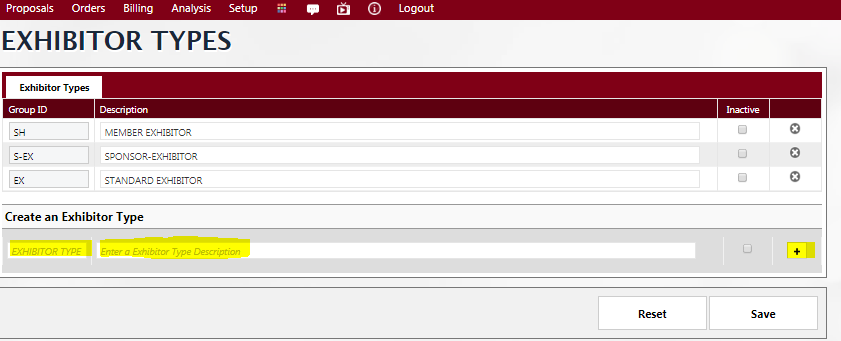 Proposals Orders Billing Analysis Setup Logout
EXHIBITOR TYPES
Exhibitor Types
Group ID Description Inactive
SH MEMBER EXHIBITOR
S-EX SPONSOR-EXHIBITOR
EX STANDARD EXHIBITOR
Create an Exhibitor Type
EXHIBITOR TYPE Enter a Exhibitor Type Description +
Reset Save